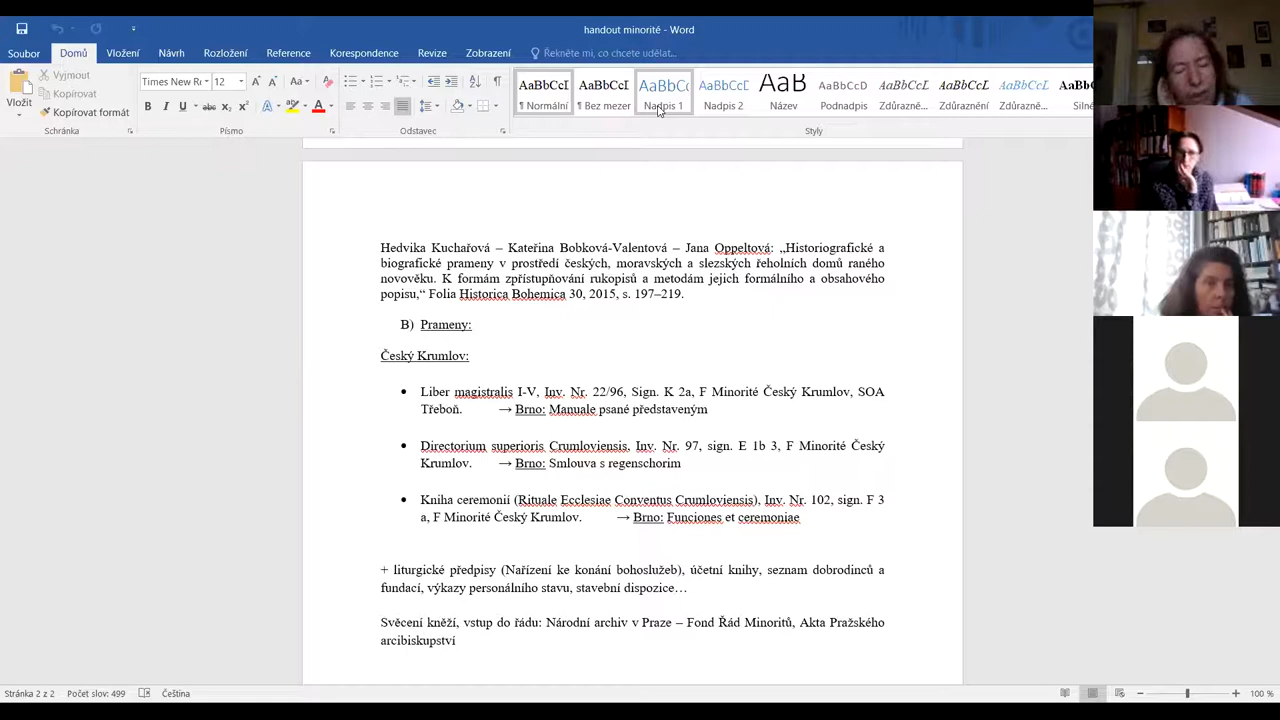 handout minorité - Word
Soubor Domů Vložení Návrh Rozložení Reference Korespondence Revize Zobrazení Řekněte mi, co chcete udělat...
Vložit
Vyjmout
Kopírovat
Kopírovat formát
Schránka
Times New Ro 12
Písmo
Odstavec
AaBbCcI AaBbCcI AaBbC AaBbCcI AaB AaBbCcD AaBbCcI AaBbCcI AaBbCcI AaBbC
¶ Normální ¶ Bez mezer Nadpis 1 Nadpis 2 Název Podnadpis Zdůrazně... Zdůraznění Zdůrazně... Silné
Styly
Hedvika Kuchařová – Kateřina Bobková-Valentová – Jana Oppeltová: „Historiografické a
biografické prameny v prostředí českých, moravských a slezských řeholních domů raného
novověku. K formám zpřístupňování rukopisů a metodám jejich formálního a obsahového
popisu,“ Folia Historica Bohemica 30, 2015, s. 197–219.
B) Prameny:
Český Krumlov:
• Liber magistralis I-V, Inv. Nr. 22/96, Sign. K 2a, F Minorité Český Krumlov, SOA
Třeboň. → Brno: Manuale psané představeným
• Directorium superioris Crumloviensis, Inv. Nr. 97, sign. E 1b 3, F Minorité Český
Krumlov. → Brno: Smlouva s regenschorim
• Kniha ceremonií (Rituale Ecclesiae Conventus Crumloviensis), Inv. Nr. 102, sign. F 3
a, F Minorité Český Krumlov. → Brno: Funciones et ceremoniae
+ liturgické předpisy (Nařízení ke konání bohoslužeb), účetní knihy, seznam dobrodinců a
fundací, výkazy personálního stavu, stavební dispozice…
Svěcení kněží, vstup do řádu: Národní archiv v Praze – Fond Řád Minoritů, Akta Pražského
arcibiskupství
Stránka 2 z 2 Počet slov: 499 Čeština 100 %